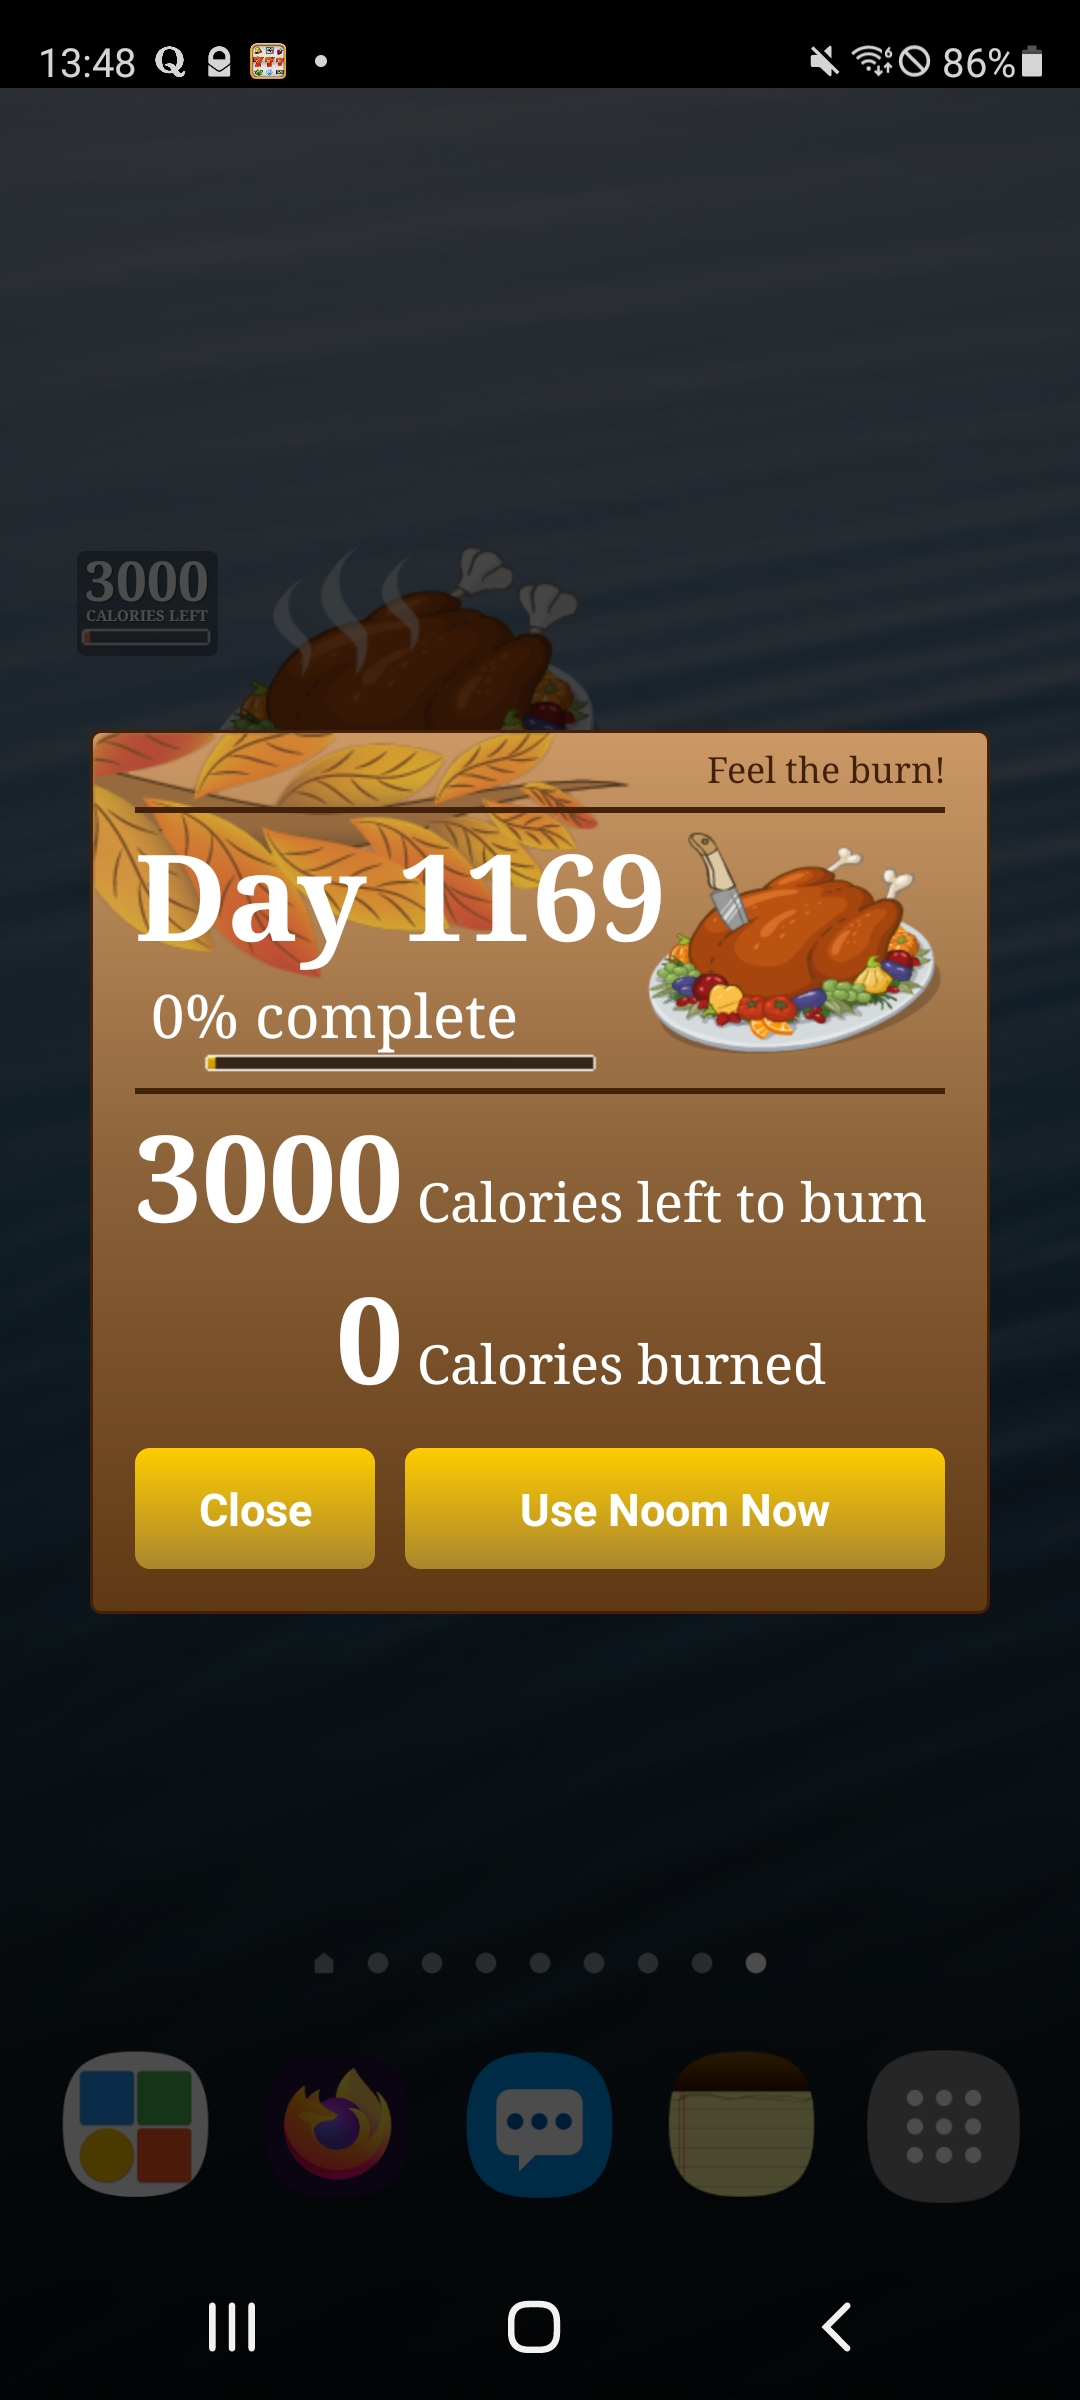 13:48
86%
3000
CALORIES LEFT
Feel the burn!
Day 1169
0% complete
3000 Calories left to burn
0 Calories burned
Close
Use Noom Now